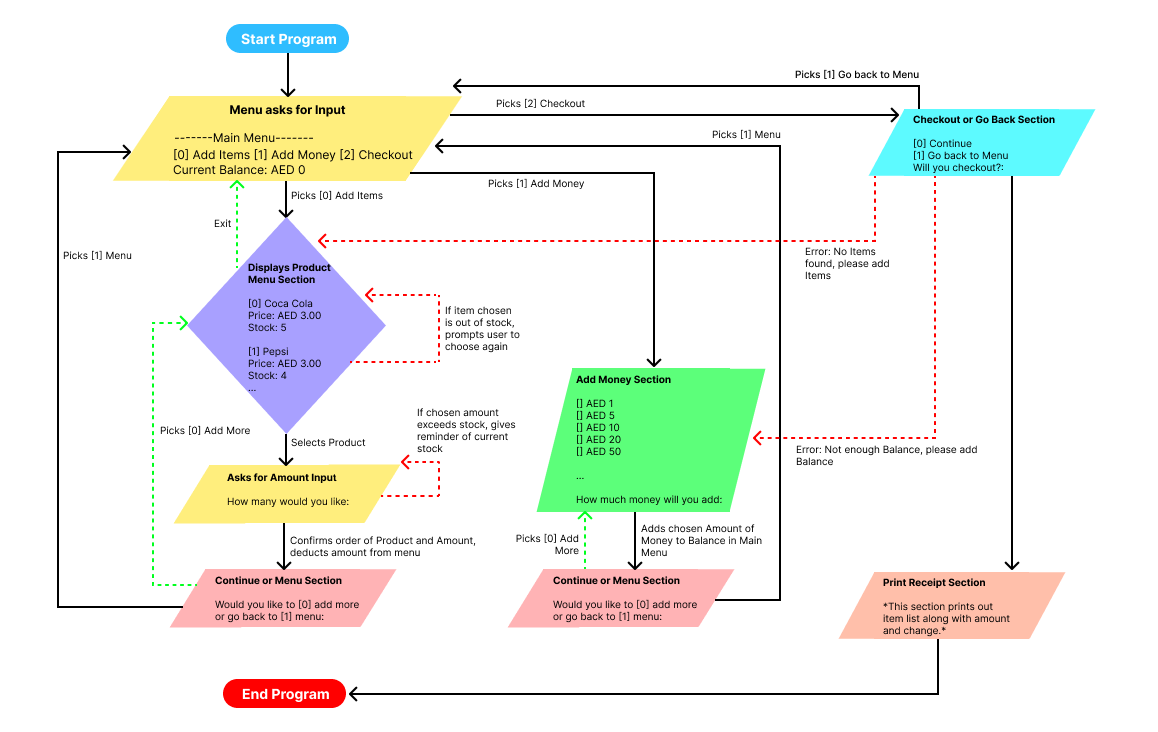 Start Program
Picks [1] Go back to Menu
Menu asks for Input
-------Main Menu-------
[0] Add Items [1] Add Money [2] Checkout
Current Balance: AED 0
Picks [2] Checkout
Checkout or Go Back Section
[0] Continue
[1] Go back to Menu
Will you checkout?:
Picks [1] Menu
Picks [1] Add Money
Picks [0] Add Items
Exit
Picks [1] Menu
Error: No Items
found, please add
Items
Displays Product
Menu Section
[0] Coca Cola
Price: AED 3.00
Stock: 5
[1] Pepsi
Price: AED 3.00
Stock: 4
...
If item chosen
is out of stock,
prompts user to
choose again
Add Money Section
[] AED 1
[] AED 5
[] AED 10
[] AED 20
[] AED 50
...
How much money will you add:
If chosen amount
exceeds stock, gives
reminder of current
stock
Picks [0] Add More
Selects Product
Error: Not enough Balance, please add
Balance
Asks for Amount Input
How many would you like:
Confirms order of Product and Amount,
deducts amount from menu
Picks [0] Add
More
Adds chosen Amount of
Money to Balance in Main
Menu
Continue or Menu Section
Would you like to [0] add more
or go back to [1] menu:
Continue or Menu Section
Would you like to [0] add more
or go back to [1] menu:
Print Receipt Section
*This section prints out
item list along with amount
and change.*
End Program